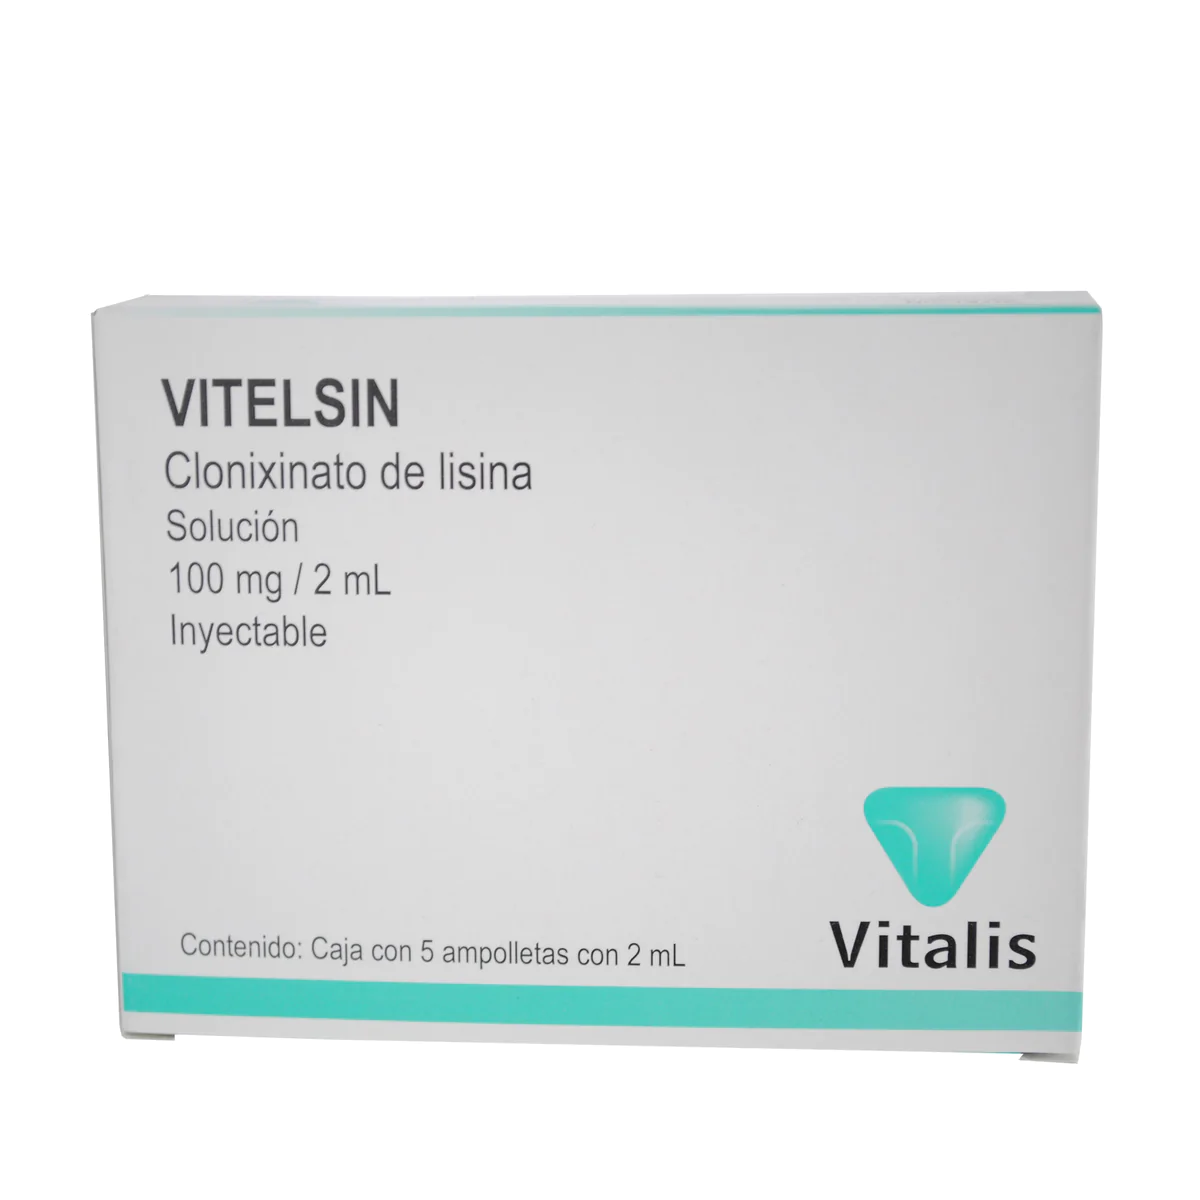 VITELSIN
Clonixinato de lisina
Solución
100 mg / 2 mL
Inyectable
Vitalis
Contenido: Caja con 5 ampolletas con 2 mL